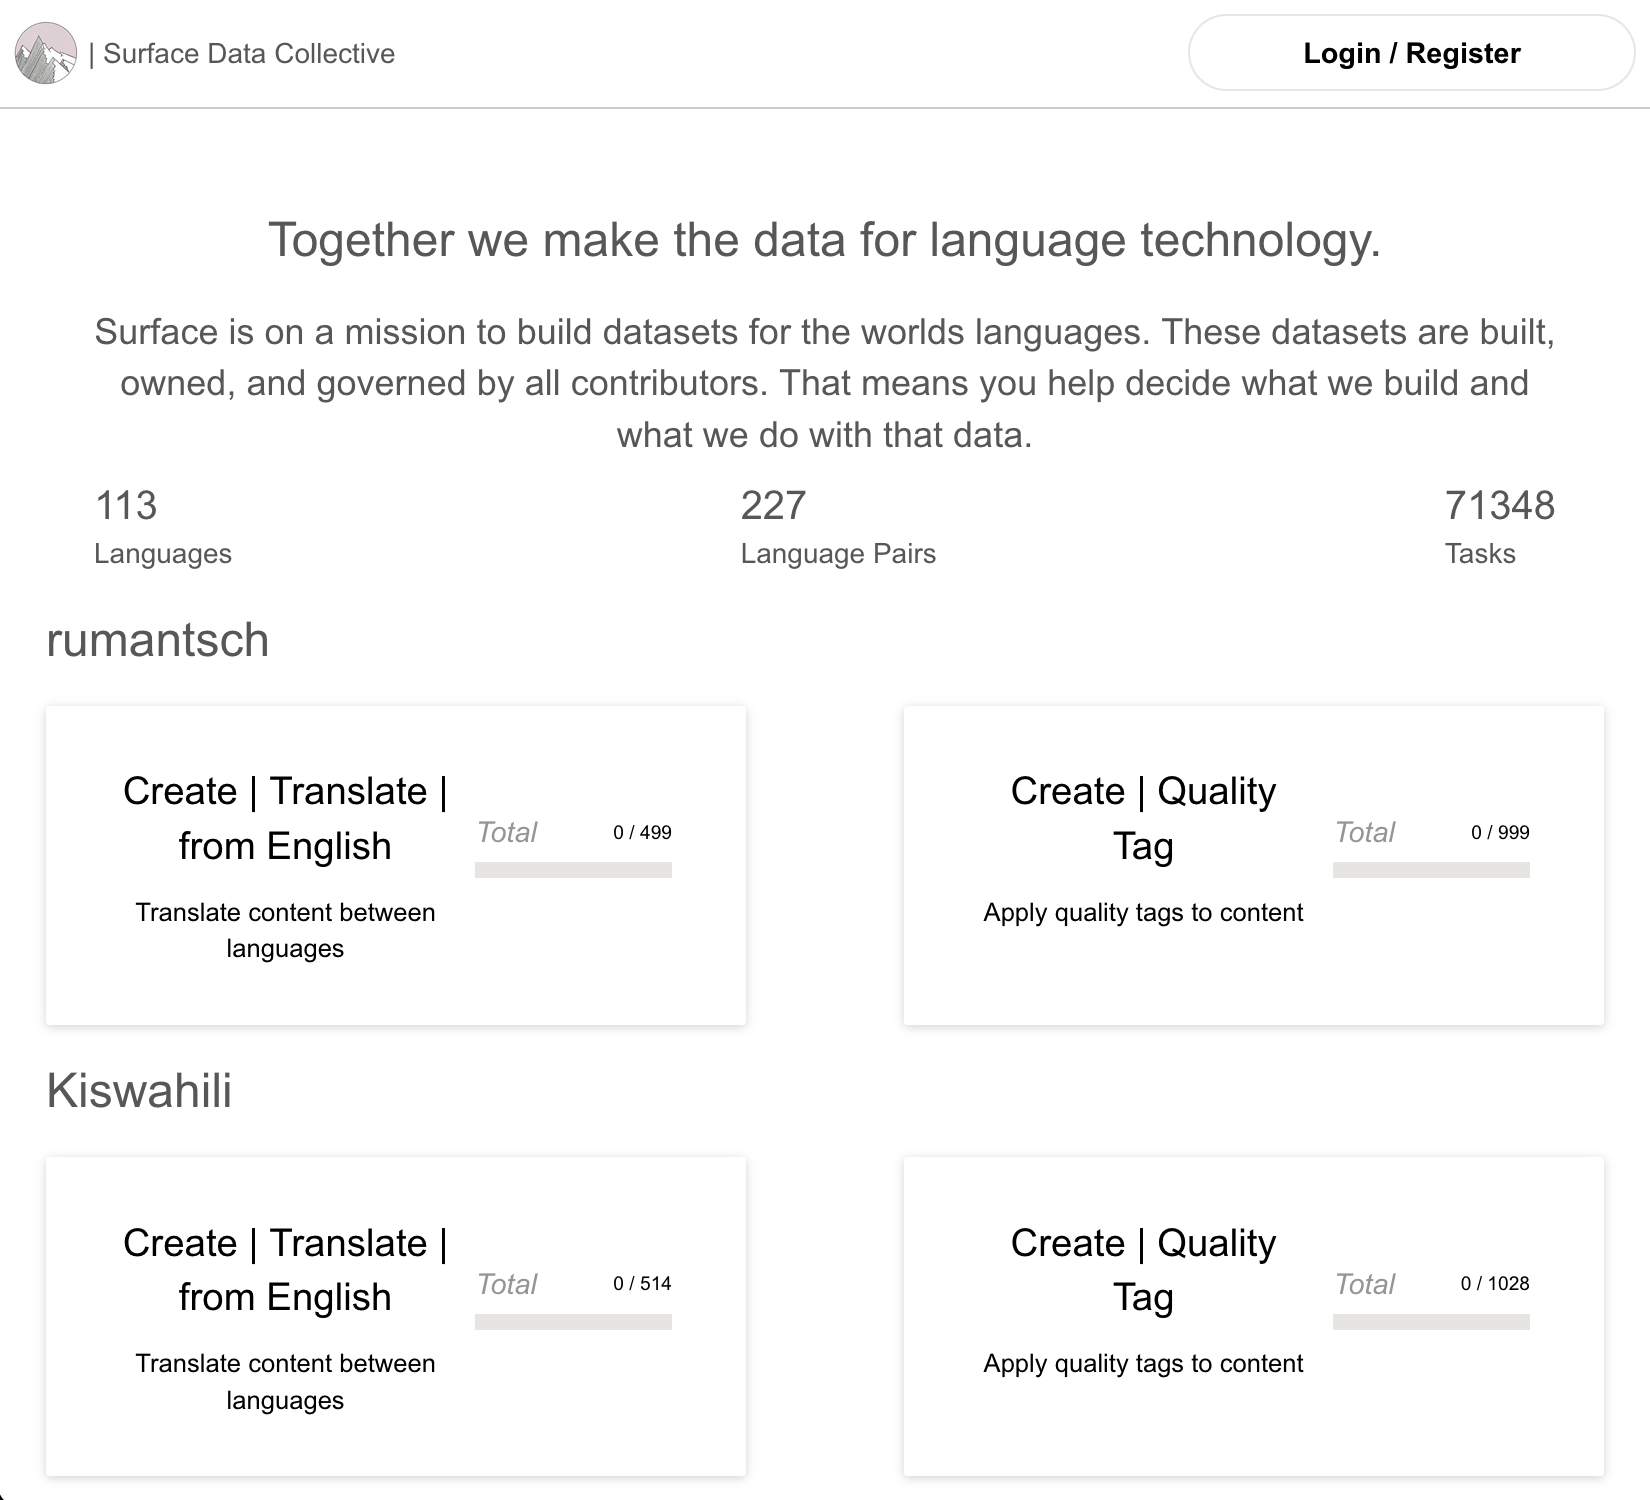 | Surface Data Collective
Login / Register
Together we make the data for language technology.
Surface is on a mission to build datasets for the worlds languages. These datasets are built,
owned, and governed by all contributors. That means you help decide what we build and
what we do with that data.
113
Languages
227
Language Pairs
71348
Tasks
rumantsch
Create | Translate |
from English
Translate content between
languages
Total 0 / 499
Create | Quality
Tag
Apply quality tags to content
Total 0 / 999
Kiswahili
Create | Translate |
from English
Translate content between
languages
Total 0 / 514
Create | Quality
Tag
Apply quality tags to content
Total 0 / 1028